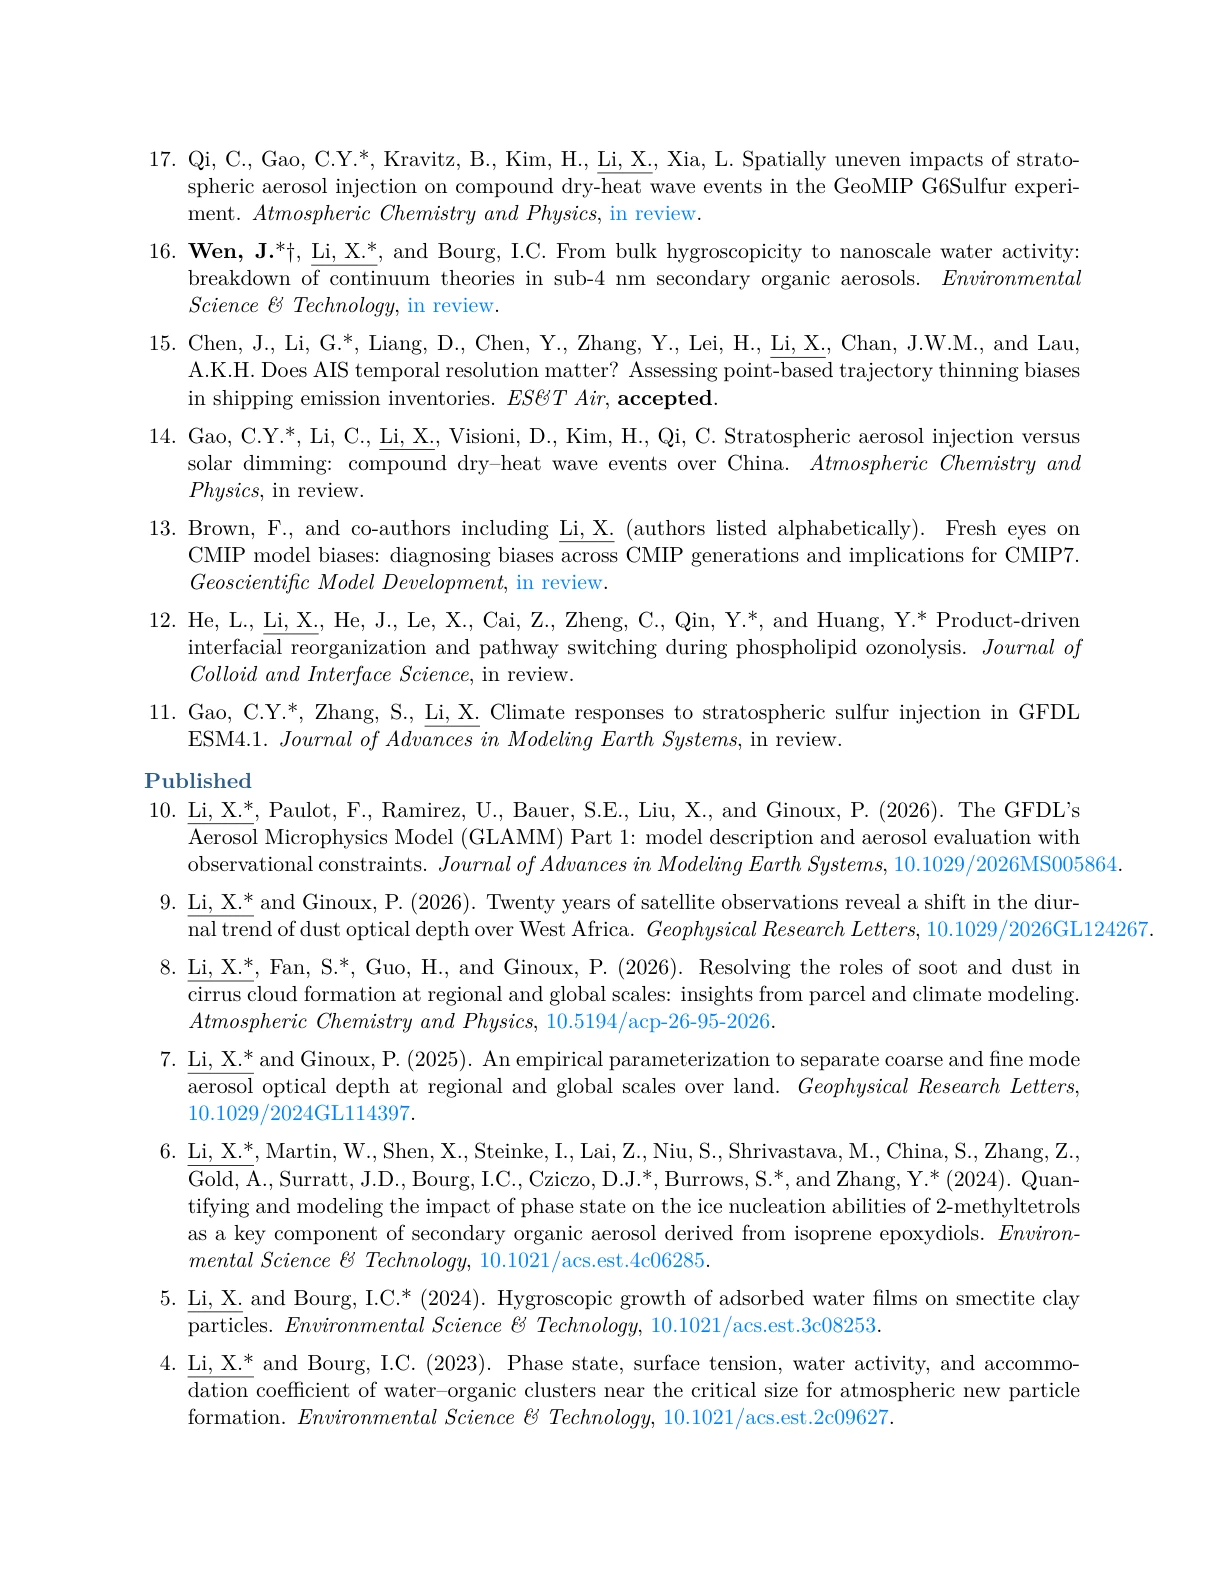 17. Qi, C., Gao, C.Y.*, Kravitz, B., Kim, H., Li, X., Xia, L. Spatially uneven impacts of strato-
spheric aerosol injection on compound dry-heat wave events in the GeoMIP G6Sulfur experi-
ment. Atmospheric Chemistry and Physics, in review.
16. Wen, J.*†, Li, X.*, and Bourg, I.C. From bulk hygroscopicity to nanoscale water activity:
breakdown of continuum theories in sub-4 nm secondary organic aerosols. Environmental
Science & Technology, in review.
15. Chen, J., Li, G.*, Liang, D., Chen, Y., Zhang, Y., Lei, H., Li, X., Chan, J.W.M., and Lau,
A.K.H. Does AIS temporal resolution matter? Assessing point-based trajectory thinning biases
in shipping emission inventories. ES&T Air, accepted.
14. Gao, C.Y.*, Li, C., Li, X., Visioni, D., Kim, H., Qi, C. Stratospheric aerosol injection versus
solar dimming: compound dry–heat wave events over China. Atmospheric Chemistry and
Physics, in review.
13. Brown, F., and co-authors including Li, X. (authors listed alphabetically). Fresh eyes on
CMIP model biases: diagnosing biases across CMIP generations and implications for CMIP7.
Geoscientific Model Development, in review.
12. He, L., Li, X., He, J., Le, X., Cai, Z., Zheng, C., Qin, Y.*, and Huang, Y.* Product-driven
interfacial reorganization and pathway switching during phospholipid ozonolysis. Journal of
Colloid and Interface Science, in review.
11. Gao, C.Y.*, Zhang, S., Li, X. Climate responses to stratospheric sulfur injection in GFDL
ESM4.1. Journal of Advances in Modeling Earth Systems, in review.
Published
10. Li, X.*, Paulot, F., Ramirez, U., Bauer, S.E., Liu, X., and Ginoux, P. (2026). The GFDL's
Aerosol Microphysics Model (GLAMM) Part 1: model description and aerosol evaluation with
observational constraints. Journal of Advances in Modeling Earth Systems, 10.1029/2026MS005864.
9. Li, X.* and Ginoux, P. (2026). Twenty years of satellite observations reveal a shift in the diur-
nal trend of dust optical depth over West Africa. Geophysical Research Letters, 10.1029/2026GL124267.
8. Li, X.*, Fan, S.*, Guo, H., and Ginoux, P. (2026). Resolving the roles of soot and dust in
cirrus cloud formation at regional and global scales: insights from parcel and climate modeling.
Atmospheric Chemistry and Physics, 10.5194/acp-26-95-2026.
7. Li, X.* and Ginoux, P. (2025). An empirical parameterization to separate coarse and fine mode
aerosol optical depth at regional and global scales over land. Geophysical Research Letters,
10.1029/2024GL114397.
6. Li, X.*, Martin, W., Shen, X., Steinke, I., Lai, Z., Niu, S., Shrivastava, M., China, S., Zhang, Z.,
Gold, A., Surratt, J.D., Bourg, I.C., Cziczo, D.J.*, Burrows, S.*, and Zhang, Y.* (2024). Quan-
tifying and modeling the impact of phase state on the ice nucleation abilities of 2-methyltetrols
as a key component of secondary organic aerosol derived from isoprene epoxydiols. Environ-
mental Science & Technology, 10.1021/acs.est.4c06285.
5. Li, X. and Bourg, I.C.* (2024). Hygroscopic growth of adsorbed water films on smectite clay
particles. Environmental Science & Technology, 10.1021/acs.est.3c08253.
4. Li, X.* and Bourg, I.C. (2023). Phase state, surface tension, water activity, and accommo-
dation coefficient of water–organic clusters near the critical size for atmospheric new particle
formation. Environmental Science & Technology, 10.1021/acs.est.2c09627.